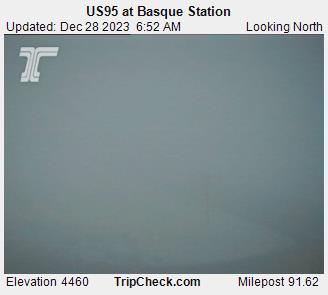 US95 at Basque Station
Updated: Dec 28 2023 6:52 AM Looking North
Elevation 4460 TripCheck.com Milepost 91.62